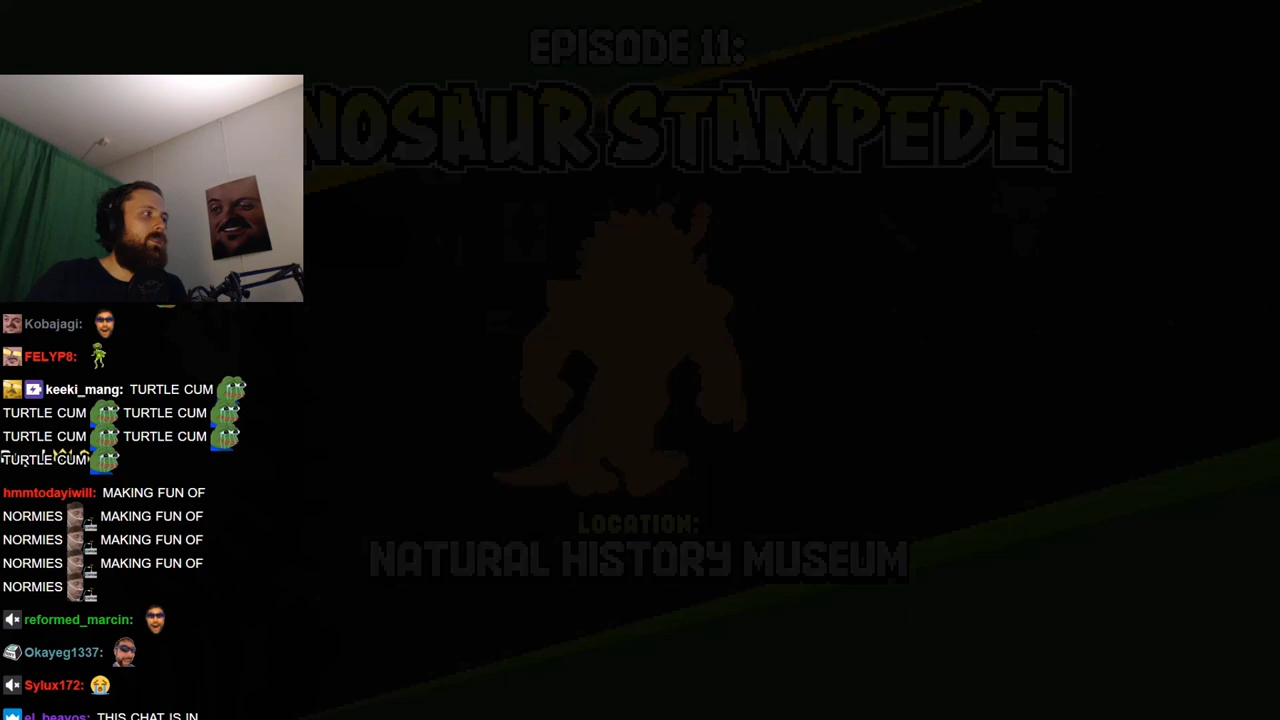 EPISODE 11:
NOSAUR STAMPEDE!
Kobajagi:
FELYP8:
keeki_mang: TURTLE CUM
TURTLE CUM TURTLE CUM
TURTLE CUM TURTLE CUM
TURTLE CUM
hmmtodayiwill: MAKING FUN OF
NORMIES MAKING FUN OF
NORMIES MAKING FUN OF
NORMIES MAKING FUN OF
NORMIES
reformed_marcin:
Okayeg1337:
Sylux172:
el_beavos: THIS CHAT IS IN
LOCATION:
NATURAL HISTORY MUSEUM